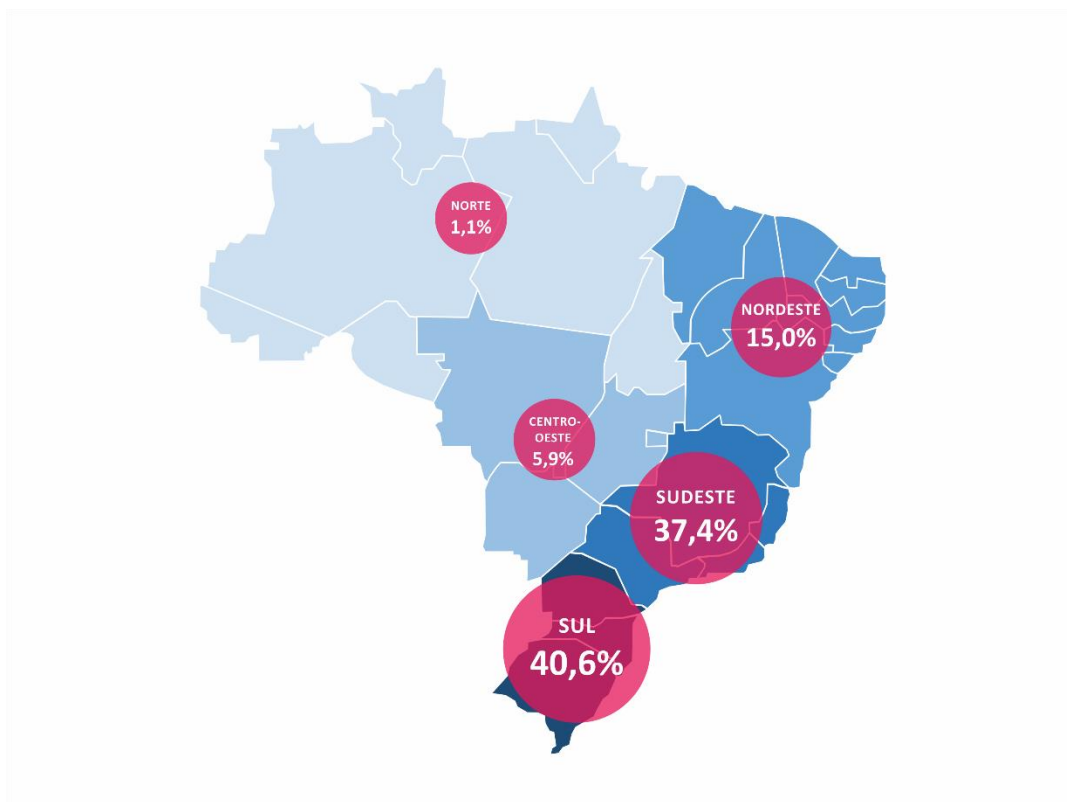 NORTE
1,1%
NORDESTE
15,0%
CENTRO-
OESTE
5,9%
SUDESTE
37,4%
SUL
40,6%